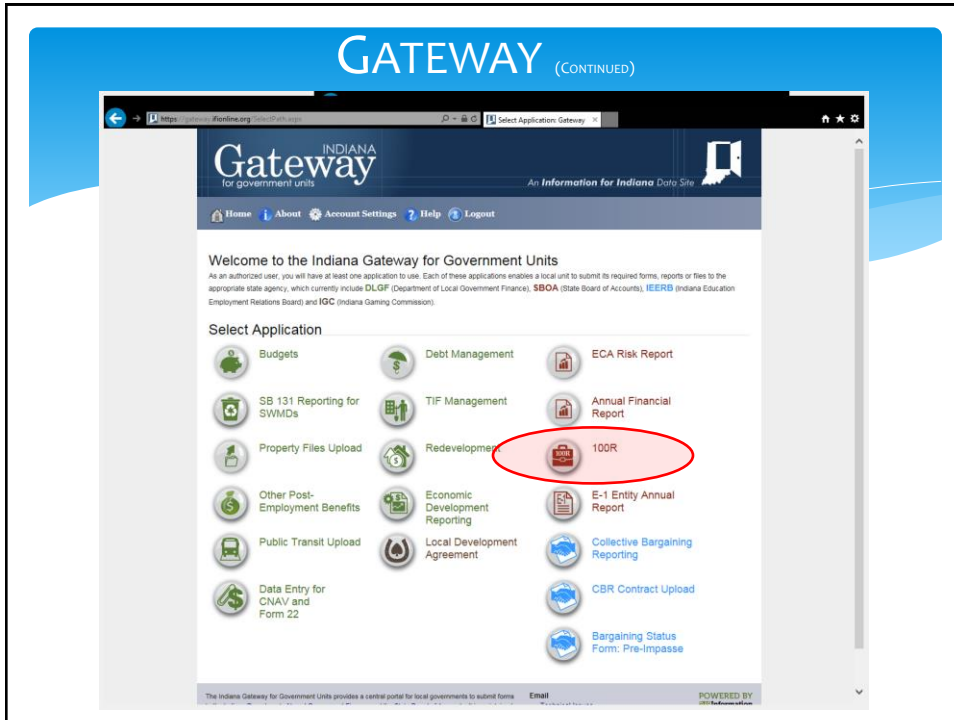 GATEWAY (CONTINUED)
https://gateway.ifionline.org/SelectPath.aspx
Select Application: Gateway
INDIANA
Gateway
for government units
An Information for Indiana Data Site
Home About Account Settings Help Logout
Welcome to the Indiana Gateway for Government Units
As an authorized user, you will have at least one application to use. Each of these applications enables a local unit to submit its required forms, reports or files to the
appropriate state agency, which currently include DLGF (Department of Local Government Finance), SBOA (State Board of Accounts), IEERB (Indiana Education
Employment Relations Board) and IGC (Indiana Gaming Commission).
Select Application
Budgets
Debt Management
ECA Risk Report
SB 131 Reporting for
SWMDs
TIF Management
Annual Financial
Report
Property Files Upload
Redevelopment
100R
100R
Other Post-
Employment Benefits
Economic
Development
Reporting
E-1 Entity Annual
Report
Public Transit Upload
Local Development
Agreement
Collective Bargaining
Reporting
Data Entry for
CNAV and
Form 22
CBR Contract Upload
Bargaining Status
Form: Pre-Impasse
The Indiana Gateway for Government Units provides a central portal for local governments to submit forms
Email
POWERED BY
Information